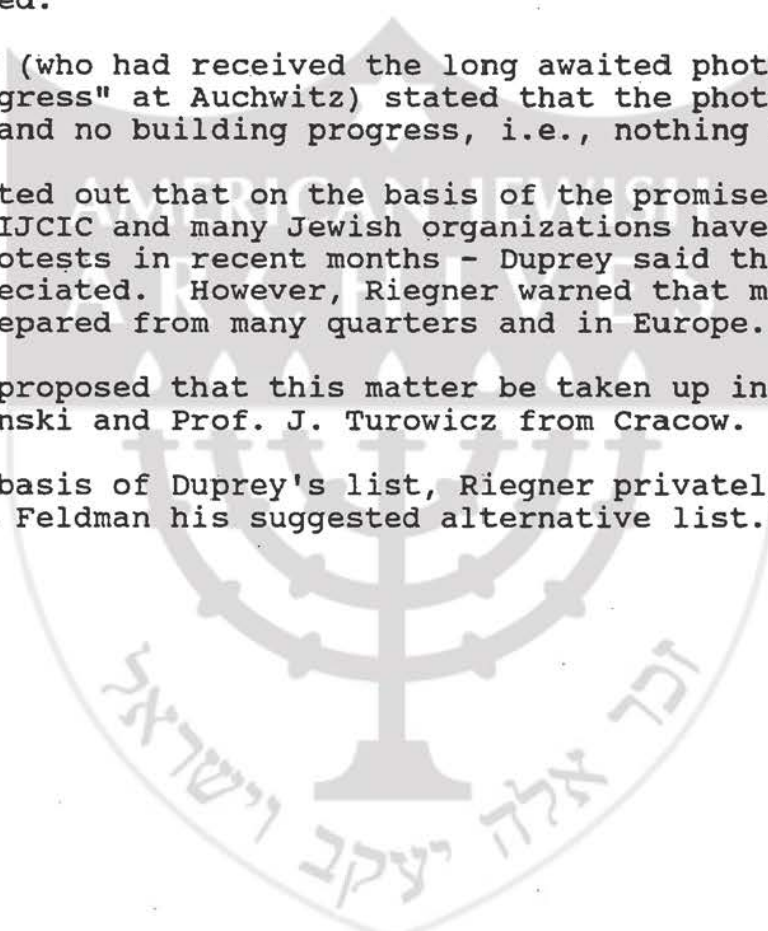 ed.
(who had received the long awaited phot
gress" at Auchwitz) stated that the phot
and no building progress, i.e., nothing
ted out that on the basis of the promise
IJCIC and many Jewish organizations have
otests in recent months - Duprey said th
eciated. However, Riegner warned that m
epared from many quarters and in Europe.
proposed that this matter be taken up in
nski and Prof. J. Turowicz from Cracow.
basis of Duprey's list, Riegner privatel
Feldman his suggested alternative list.
AMERICAN JEWISH
ARCHIVES
זכר אלה יעקב וישראל